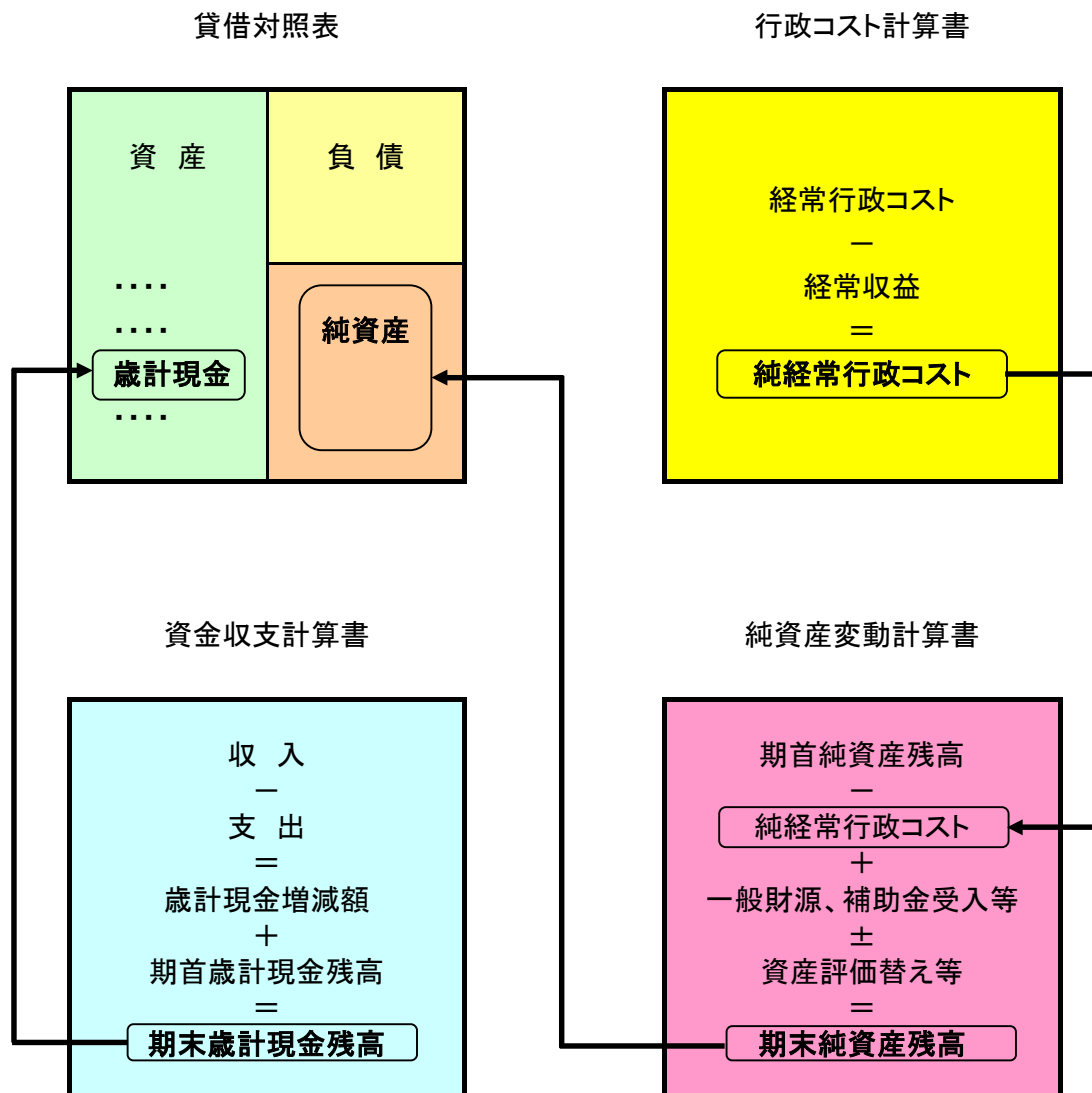 貸借対照表
資 産
負 債
‥‥
‥‥
純資産
歳計現金
‥‥
行政コスト計算書
経常行政コスト
－
経常収益
＝
純経常行政コスト
資金収支計算書
収 入
－
支 出
＝
歳計現金増減額
＋
期首歳計現金残高
＝
期末歳計現金残高
純資産変動計算書
期首純資産残高
－
純経常行政コスト
＋
一般財源、補助金受入等
±
資産評価替え等
＝
期末純資産残高